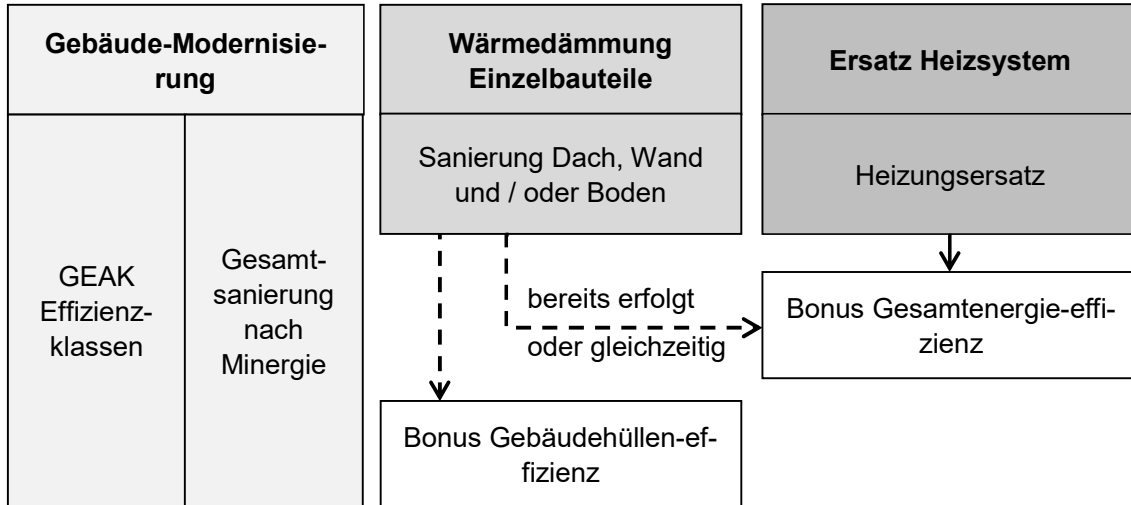 Gebäude-Modernisie-
rung
Wärmedämmung
Einzelbauteile
Ersatz Heizsystem
GEAK
Effizienz-
klassen
Gesamt-
sanierung
nach
Minergie
Sanierung Dach, Wand
und / oder Boden
Heizungsersatz
bereits erfolgt
oder gleichzeitig
Bonus Gesamtenergie-effi-
zienz
Bonus Gebäudehüllen-ef-
fizienz